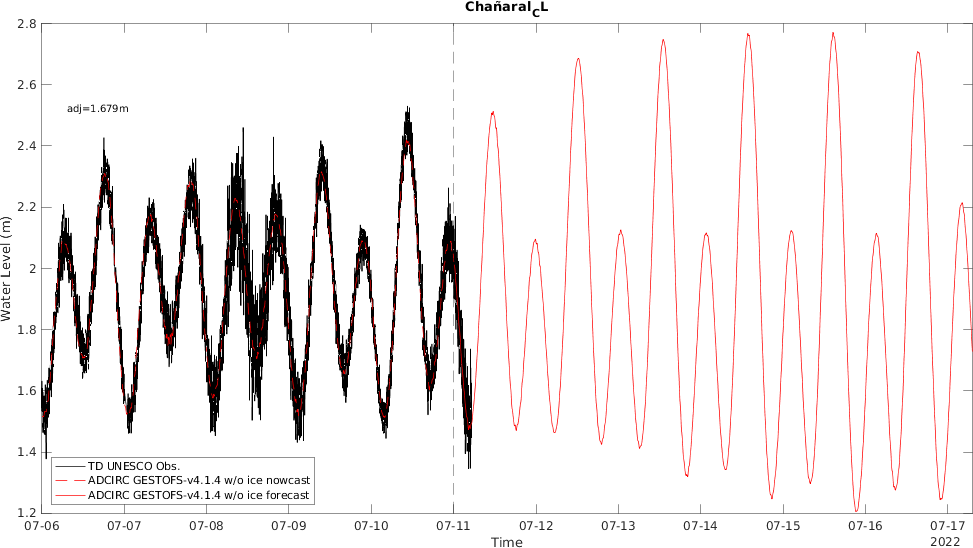 Chañaral_CL
2.8
2.6
2.4
2.2
2
1.8
1.6
1.4
1.2
Water Level (m)
adj=1.679m
TD UNESCO Obs.
ADCIRC GESTOFS-v4.1.4 w/o ice nowcast
ADCIRC GESTOFS-v4.1.4 w/o ice forecast
07-06 07-07 07-08 07-09 07-10 07-11 07-12 07-13 07-14 07-15 07-16 07-17
Time
2022